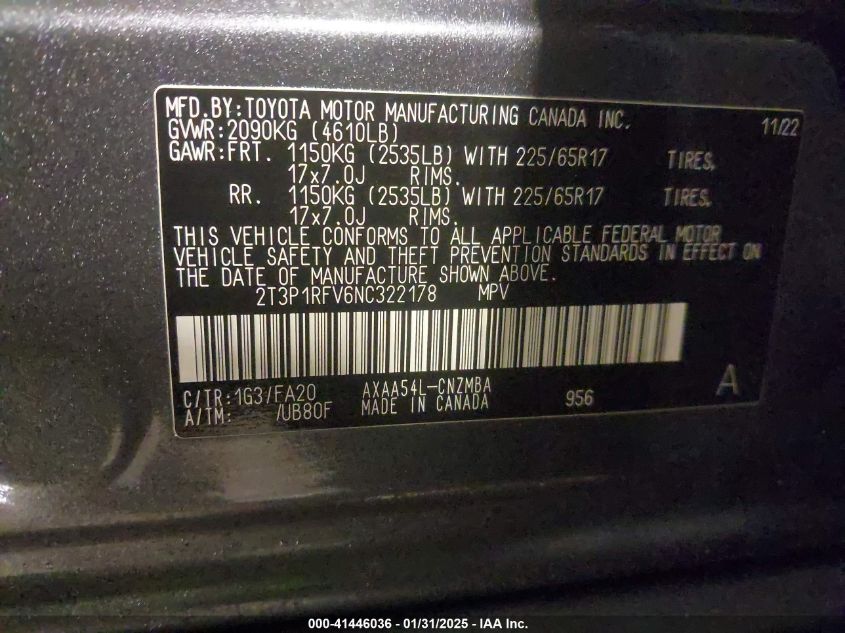 MFD.BY:TOYOTA MOTOR MANUFACTURING CANADA INC. 11/22
GVWR:2090KG (4610LB)
GAWR:FRT. 1150KG (2535LB) WITH 225/65R17 TIRES,
17x7.0J RIMS.
RR. 1150KG (2535LB) WITH 225/65R17 TIRES,
17x7.0J RIMS.
THIS VEHICLE CONFORMS TO ALL APPLICABLE FEDERAL MOTOR
VEHICLE SAFETY AND THEFT PREVENTION STANDARDS IN EFFECT ON
THE DATE OF MANUFACTURE SHOWN ABOVE.
2T3P1RFV6NC322178 MPV
C/TR:1G3/FA20 AXAA54L-CNZMBA A
A/TM: /UB80F MADE IN CANADA 956
000-41446036 - 01/31/2025 - IAA Inc.